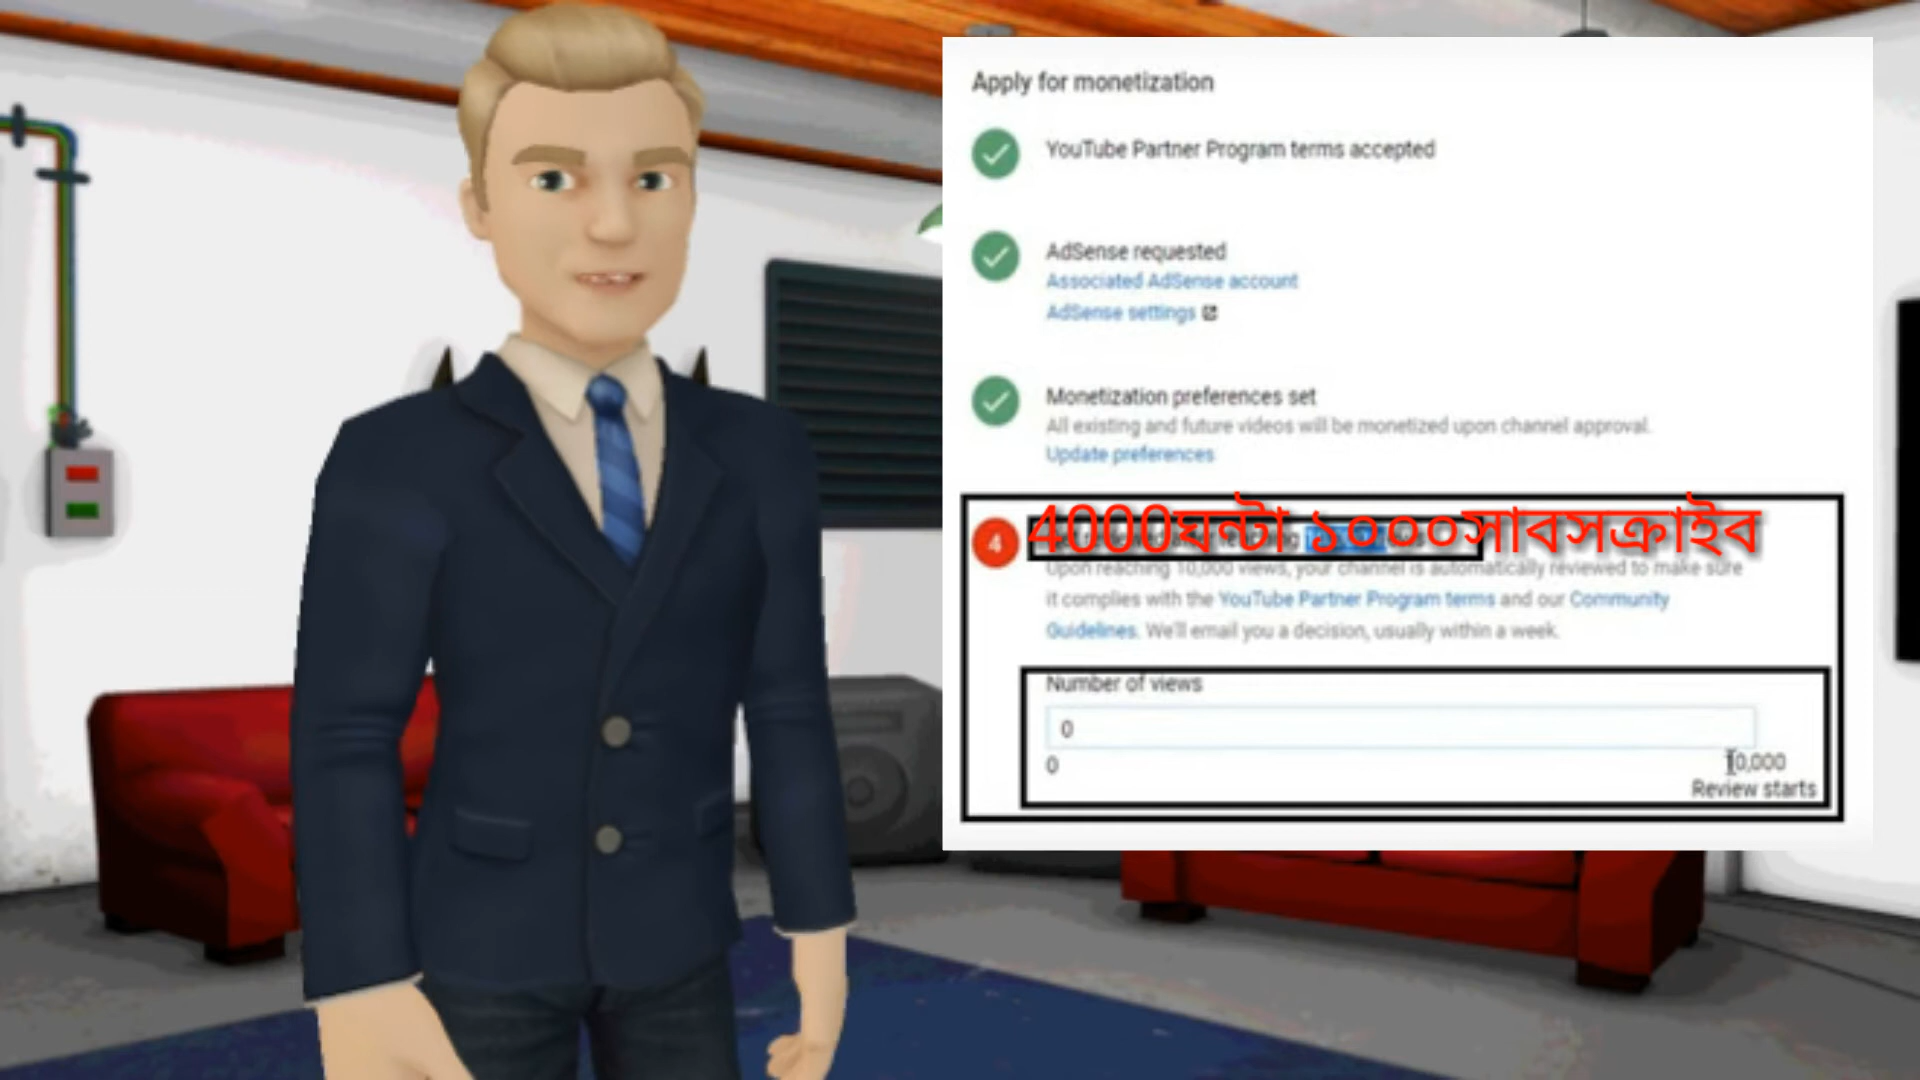 Apply for monetization
YouTube Partner Program terms accepted
AdSense requested
Associated AdSense account
AdSense settings
Monetization preferences set
All existing and future videos will be monetized upon channel approval.
Update preferences
4
4000ঘন্টা ১০০০সাবসক্রাইব
Upon reaching 10,000 views, your channel is automatically reviewed to make sure
it complies with the YouTube Partner Program terms and our Community
Guidelines. We'll email you a decision, usually within a week.
Number of views
0
0 10,000
Review starts